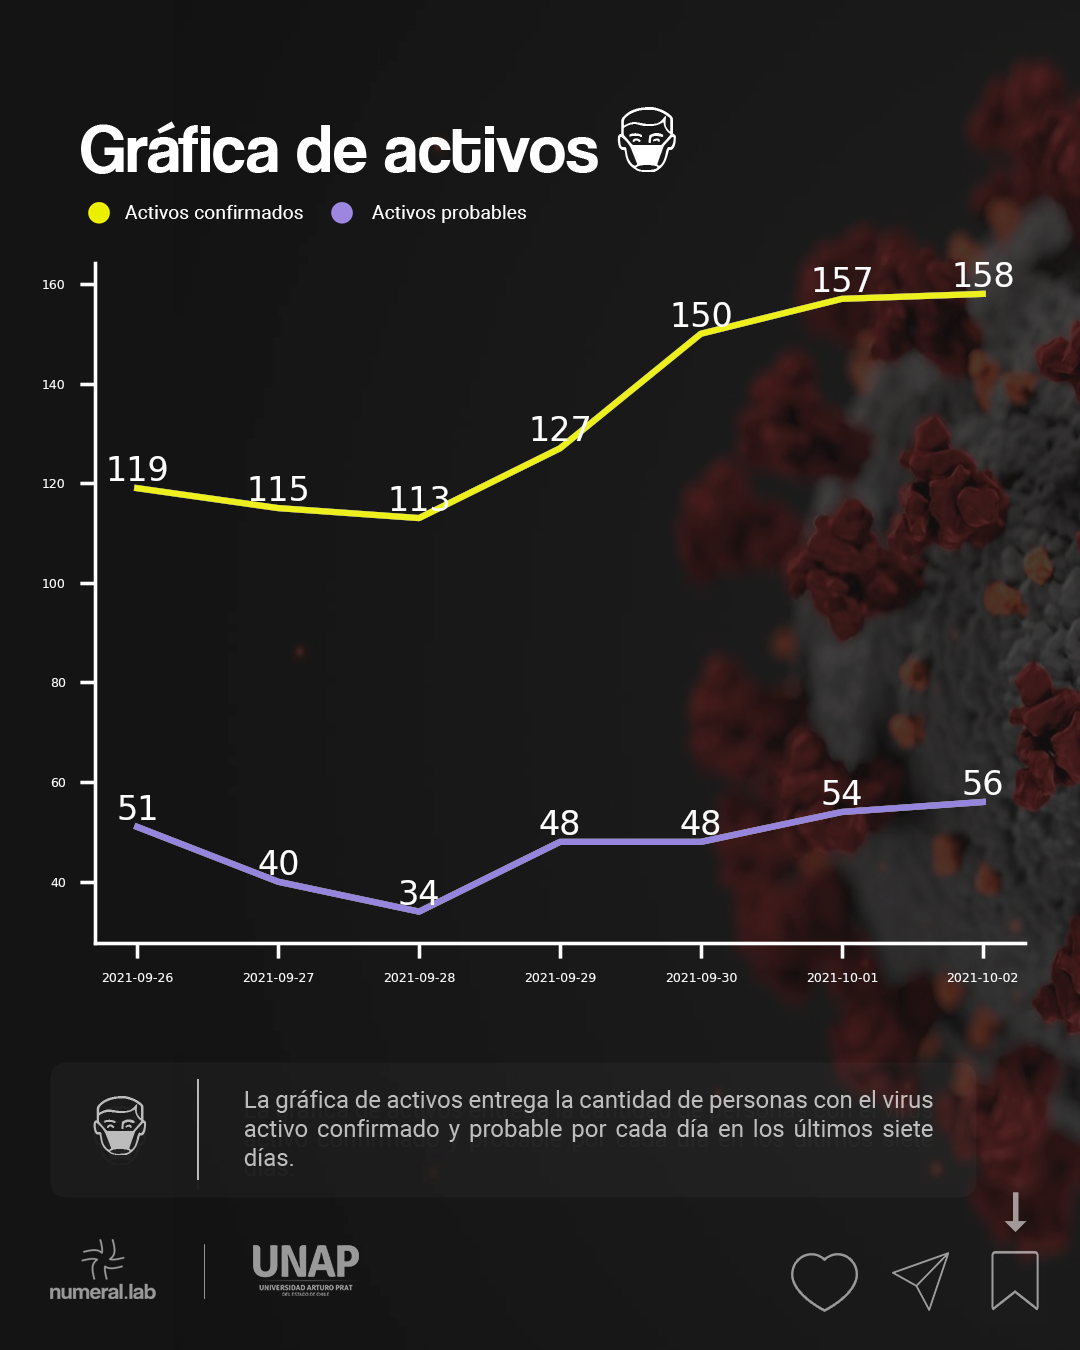 Gráfica de activos
Activos confirmados
Activos probables
160
140
120
100
80
60
40
119
115
113
127
150
157
158
51
40
34
48
48
54
56
2021-09-26
2021-09-27
2021-09-28
2021-09-29
2021-09-30
2021-10-01
2021-10-02
La gráfica de activos entrega la cantidad de personas con el virus
activo confirmado y probable por cada día en los últimos siete
días.
numeral.lab
UNAP
UNIVERSIDAD ARTURO PRAT
DEL ESTADO DE CHILE